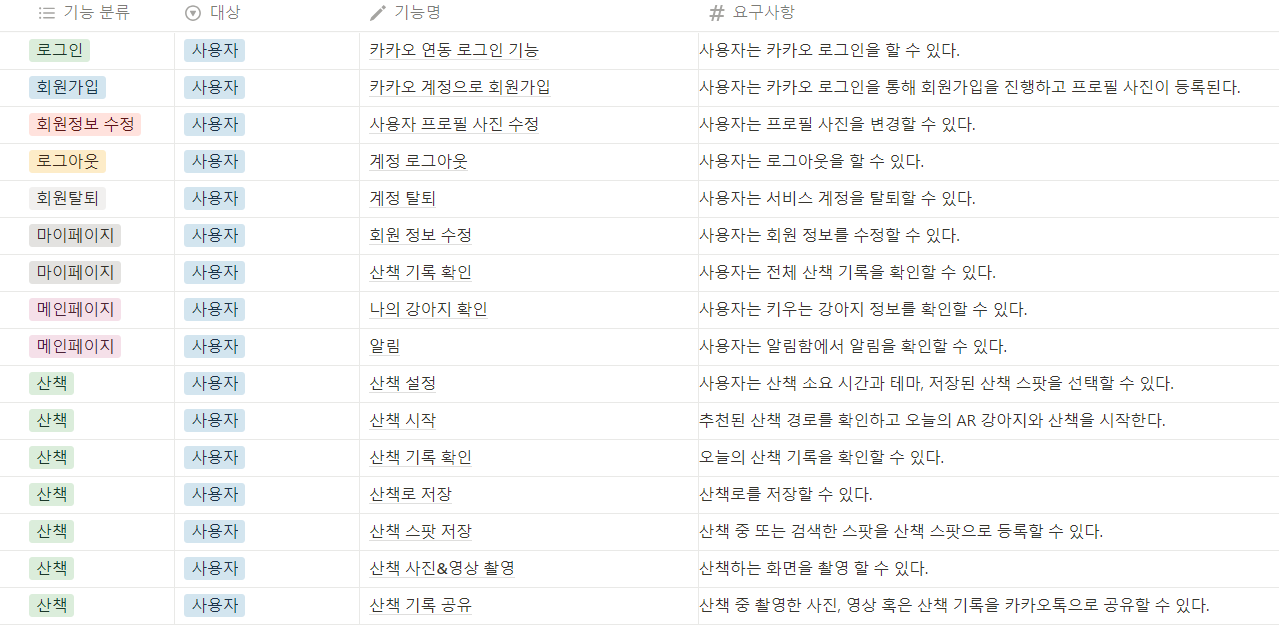 기능 분류 대상 기능명 요구사항
로그인 사용자 카카오 연동 로그인 기능 사용자는 카카오 로그인을 할 수 있다.
회원가입 사용자 카카오 계정으로 회원가입 사용자는 카카오 로그인을 통해 회원가입을 진행하고 프로필 사진이 등록된다.
회원정보 수정 사용자 사용자 프로필 사진 수정 사용자는 프로필 사진을 변경할 수 있다.
로그아웃 사용자 계정 로그아웃 사용자는 로그아웃을 할 수 있다.
회원탈퇴 사용자 계정 탈퇴 사용자는 서비스 계정을 탈퇴할 수 있다.
마이페이지 사용자 회원 정보 수정 사용자는 회원 정보를 수정할 수 있다.
마이페이지 사용자 산책 기록 확인 사용자는 전체 산책 기록을 확인할 수 있다.
메인페이지 사용자 나의 강아지 확인 사용자는 키우는 강아지 정보를 확인할 수 있다.
메인페이지 사용자 알림 사용자는 알림함에서 알림을 확인할 수 있다.
산책 사용자 산책 설정 사용자는 산책 소요 시간과 테마, 저장된 산책 스팟을 선택할 수 있다.
산책 사용자 산책 시작 추천된 산책 경로를 확인하고 오늘의 AR 강아지와 산책을 시작한다.
산책 사용자 산책 기록 확인 오늘의 산책 기록을 확인할 수 있다.
산책 사용자 산책로 저장 산책로를 저장할 수 있다.
산책 사용자 산책 스팟 저장 산책 중 또는 검색한 스팟을 산책 스팟으로 등록할 수 있다.
산책 사용자 산책 사진&영상 촬영 산책하는 화면을 촬영 할 수 있다.
산책 사용자 산책 기록 공유 산책 중 촬영한 사진, 영상 혹은 산책 기록을 카카오톡으로 공유할 수 있다.